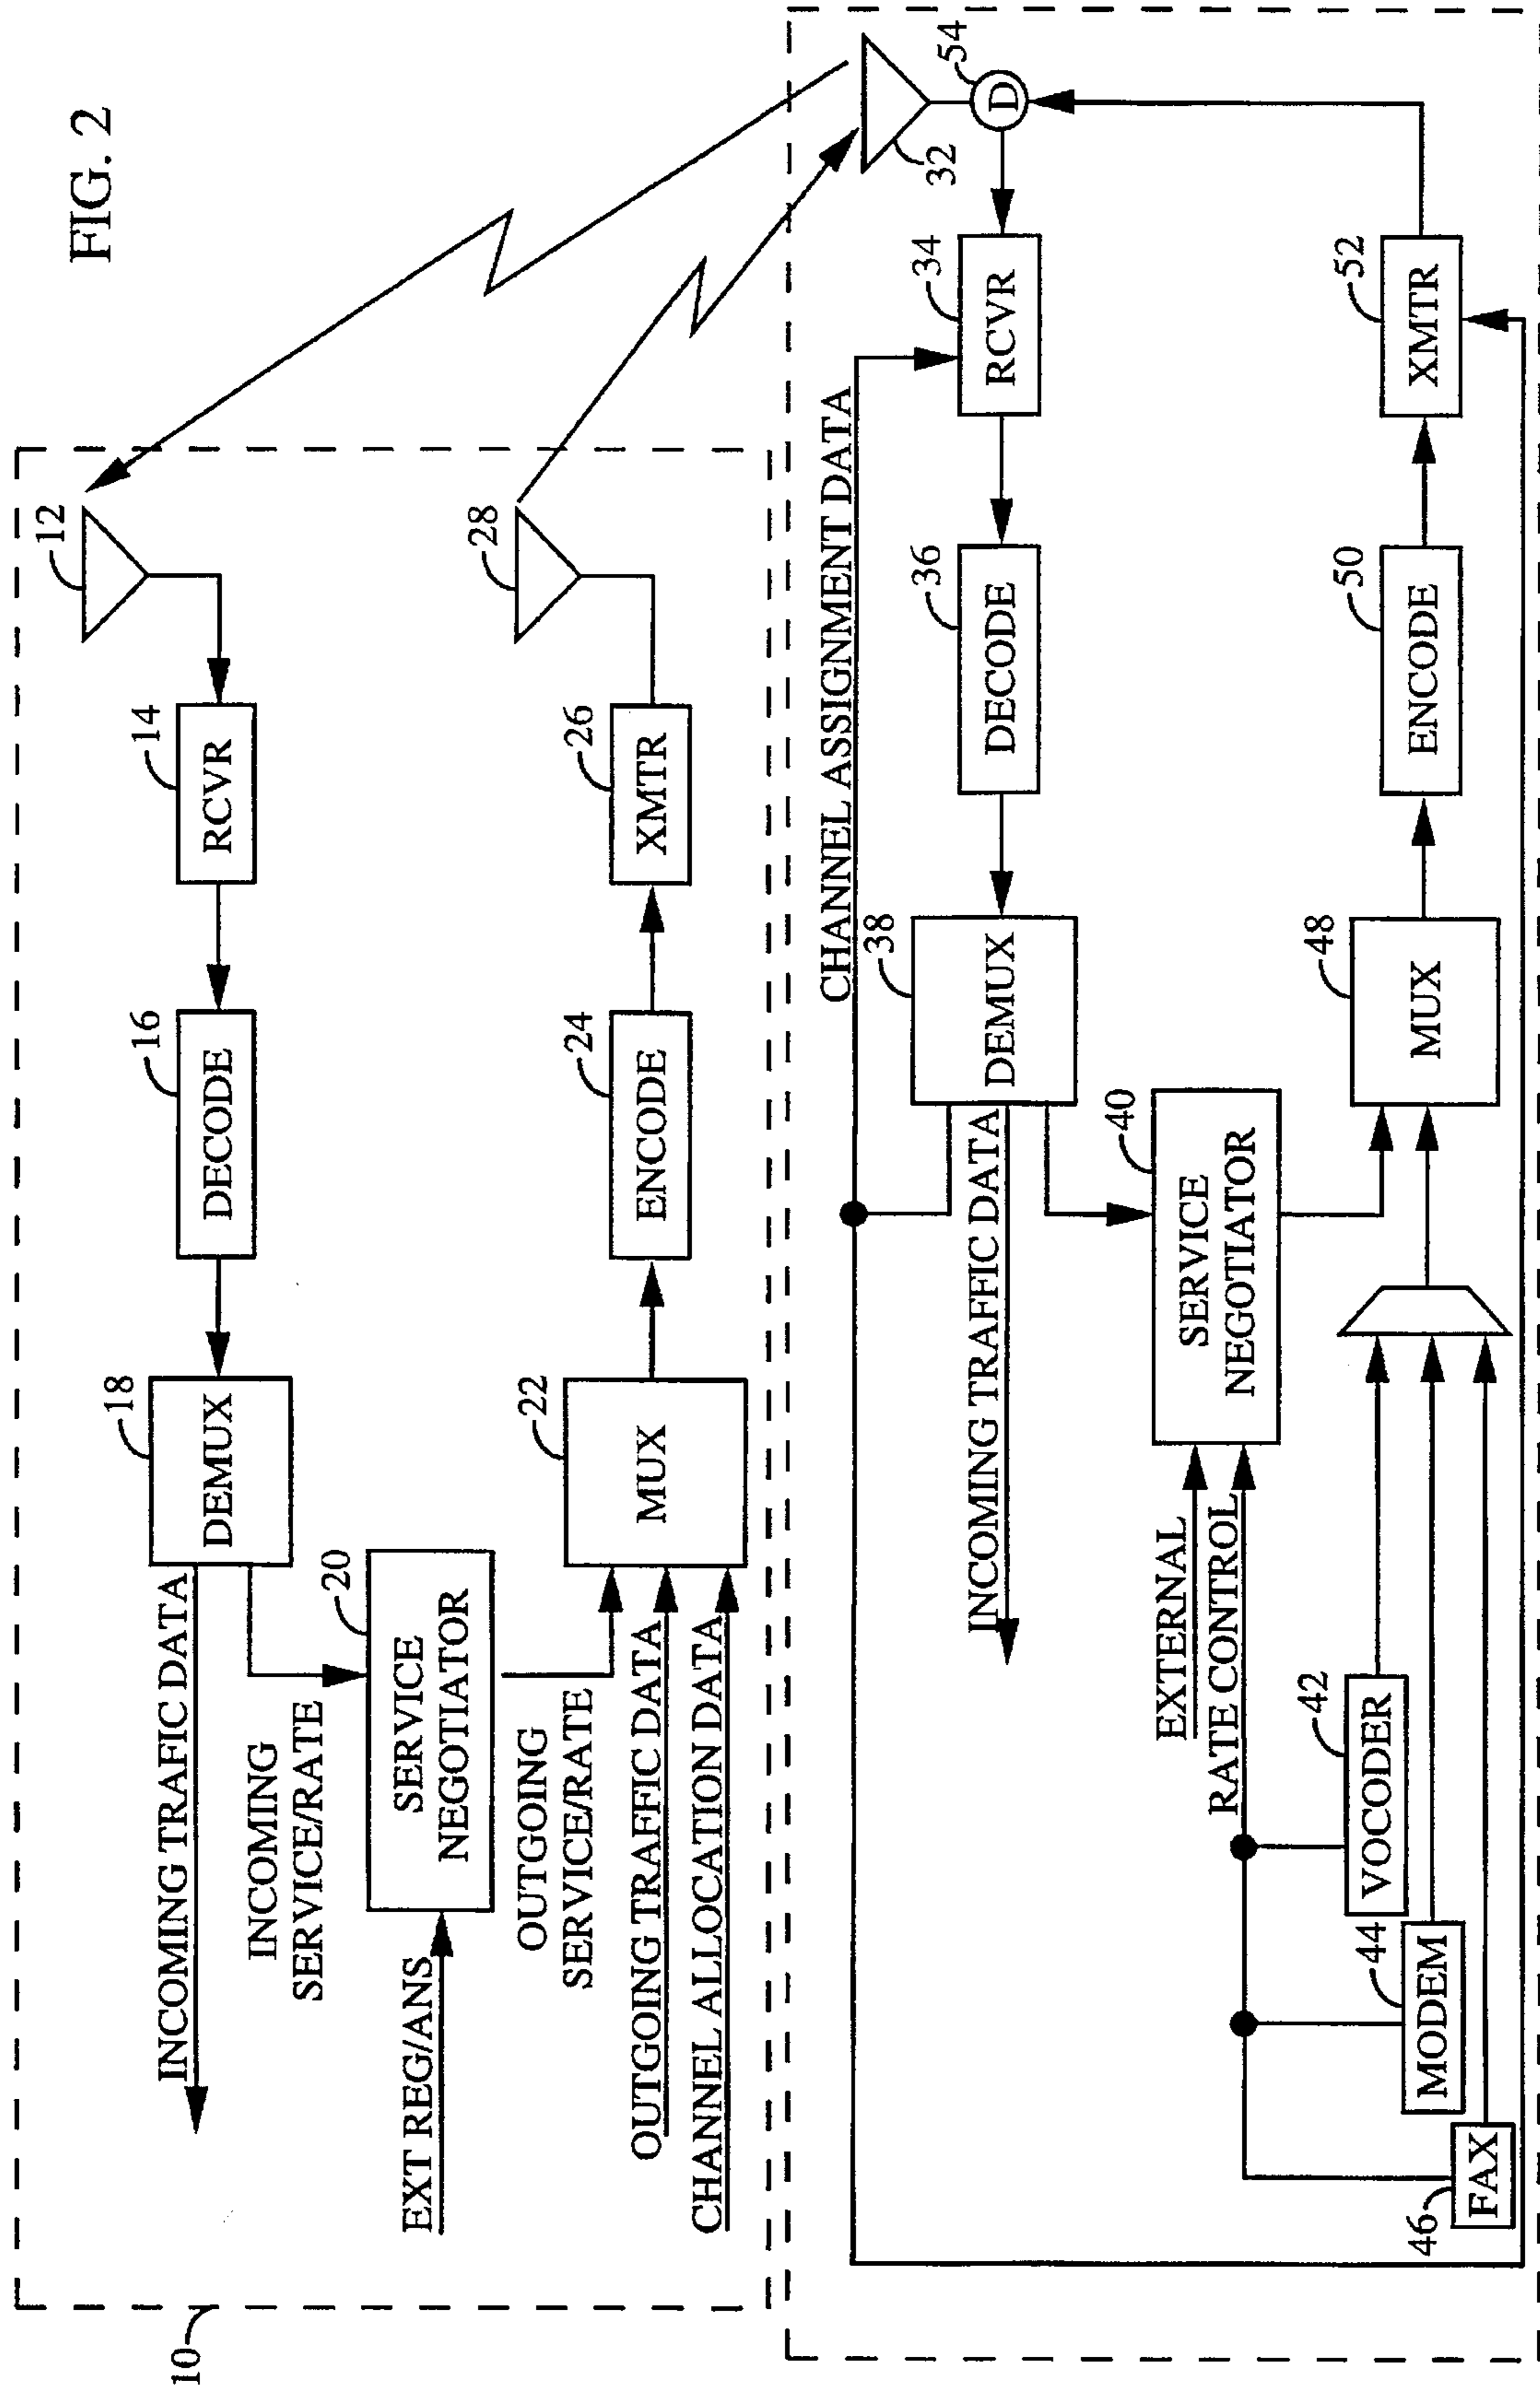 FIG. 2
10
12
RCVR
14
DECODE
16
DEMUX
18
INCOMING TRAFFIC DATA
INCOMING
SERVICE/RATE
SERVICE
NEGOTIATOR
20
EXT REG/ANS
OUTGOING
SERVICE/RATE
OUTGOING TRAFFIC DATA
CHANNEL ALLOCATION DATA
MUX
22
ENCODE
24
XMTR
26
28
CHANNEL ASSIGNMENT DATA
32
D
54
RCVR
34
DECODE
36
DEMUX
38
INCOMING TRAFFIC DATA
SERVICE
NEGOTIATOR
40
EXTERNAL
RATE CONTROL
VOCODER
42
MODEM
44
FAX
46
MUX
48
ENCODE
50
XMTR
52